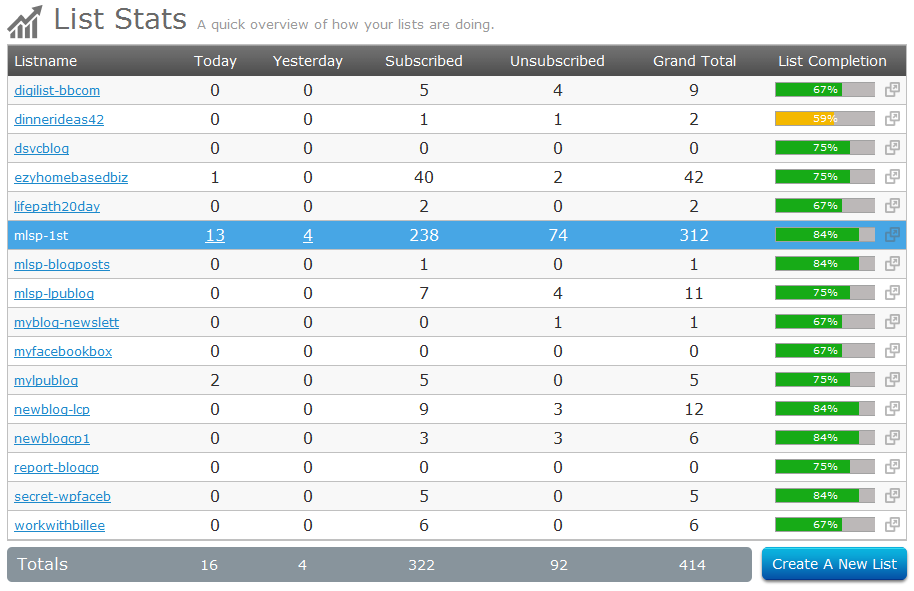 List Stats A quick overview of how your lists are doing.
Listname Today Yesterday Subscribed Unsubscribed Grand Total List Completion
digilist-bbcom 0 0 5 4 9 67%
dinnerideas42 0 0 1 1 2 59%
dsvcblog 0 0 0 0 0 75%
ezyhomebasedbiz 1 0 40 2 42 75%
lifepath20day 0 0 2 0 2 67%
mlsp-1st 13 4 238 74 312 84%
mlsp-blogposts 0 0 1 0 1 84%
mlsp-lpublog 0 0 7 4 11 75%
myblog-newslett 0 0 0 1 1 67%
myfacebookbox 0 0 0 0 0 67%
mylpublog 2 0 5 0 5 75%
newblog-lcp 0 0 9 3 12 84%
newblogcp1 0 0 3 3 6 84%
report-blogcp 0 0 0 0 0 75%
secret-wpfaceb 0 0 5 0 5 84%
workwithbillee 0 0 6 0 6 67%
Totals 16 4 322 92 414 Create A New List